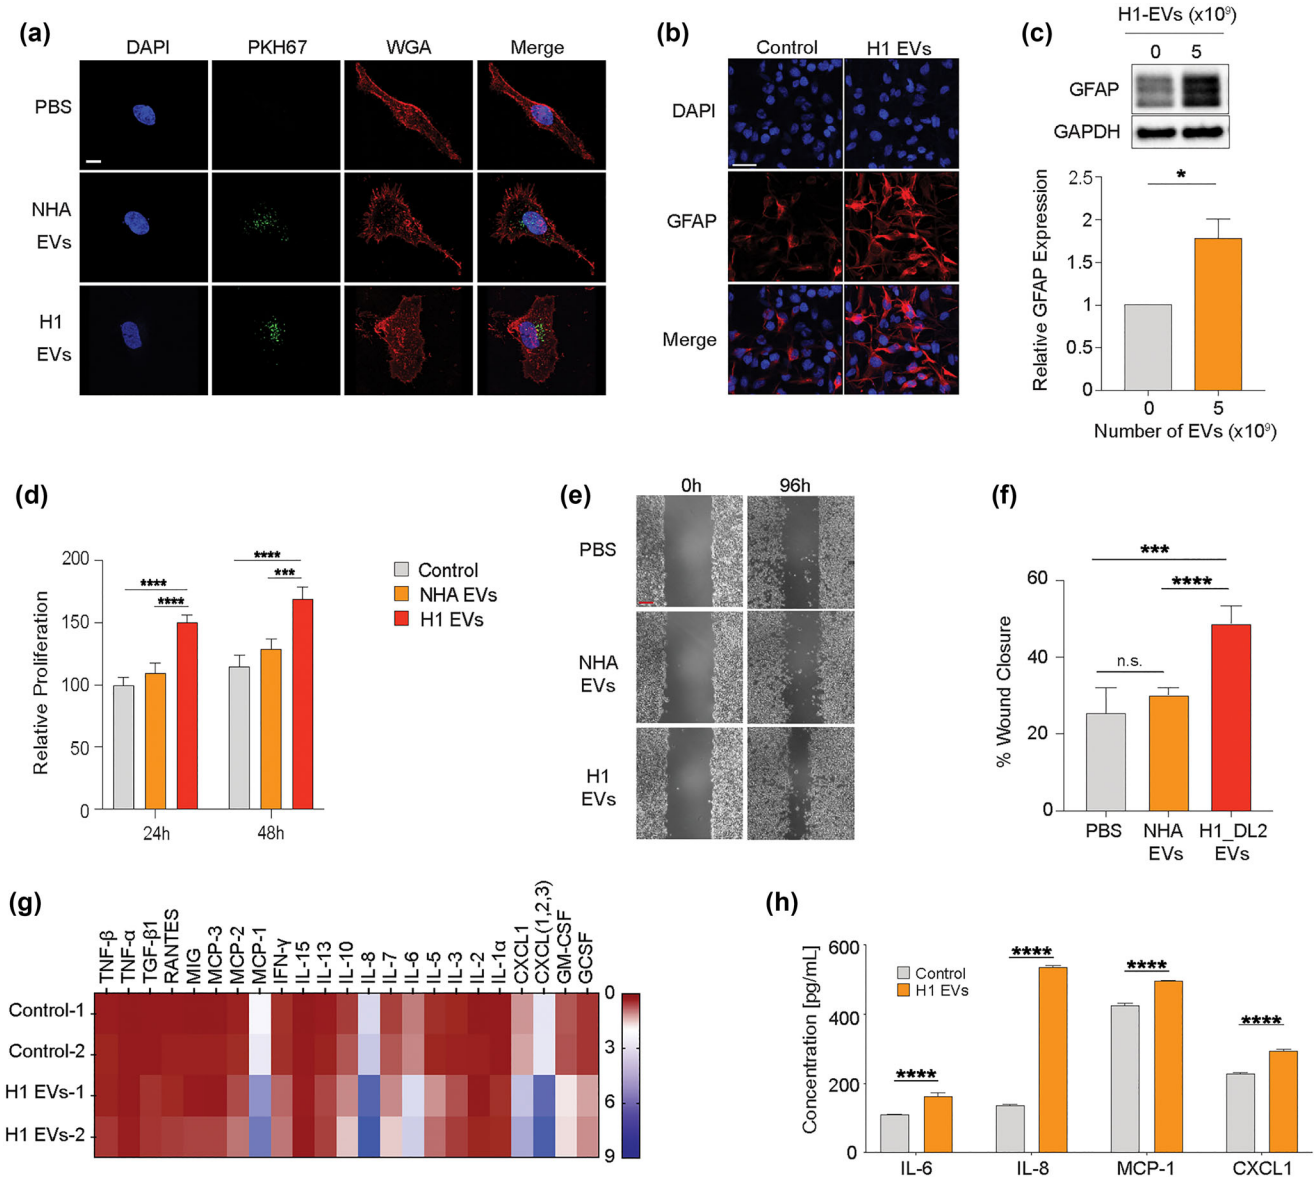 (a)
DAPI PKH67 WGA Merge
PBS
NHA
EVs
H1
EVs
(b)
Control H1 EVs
DAPI
GFAP
Merge
(c)
H1-EVs (x10⁹)
0 5
GFAP
GAPDH
*
2.5
2
1.5
1
0.5
0
Relative GFAP Expression
0 5
Number of EVs (x10⁹)
(d)
200
150
100
50
0
Relative Proliferation
**** **** **** ***
24h 48h
Control
NHA EVs
H1 EVs
(e)
0h 96h
PBS
NHA
EVs
H1
EVs
(f)
***
****
n.s.
60
40
20
0
% Wound Closure
PBS NHA H1_DL2
EVs EVs
(g)
TNF-β TNF-α TGF-β1 RANTES MIG MCP-3 MCP-2 MCP-1 IFN-γ IL-15 IL-13 IL-10 IL-8 IL-7 IL-6 IL-5 IL-3 IL-2 IL-1α CXCL1 CXCL(1,2,3) GM-CSF GCSF
Control-1
Control-2
H1 EVs-1
H1 EVs-2
0
3
6
9
(h)
600
400
200
0
Concentration [pg/mL]
Control
H1 EVs
**** **** **** ****
IL-6 IL-8 MCP-1 CXCL1